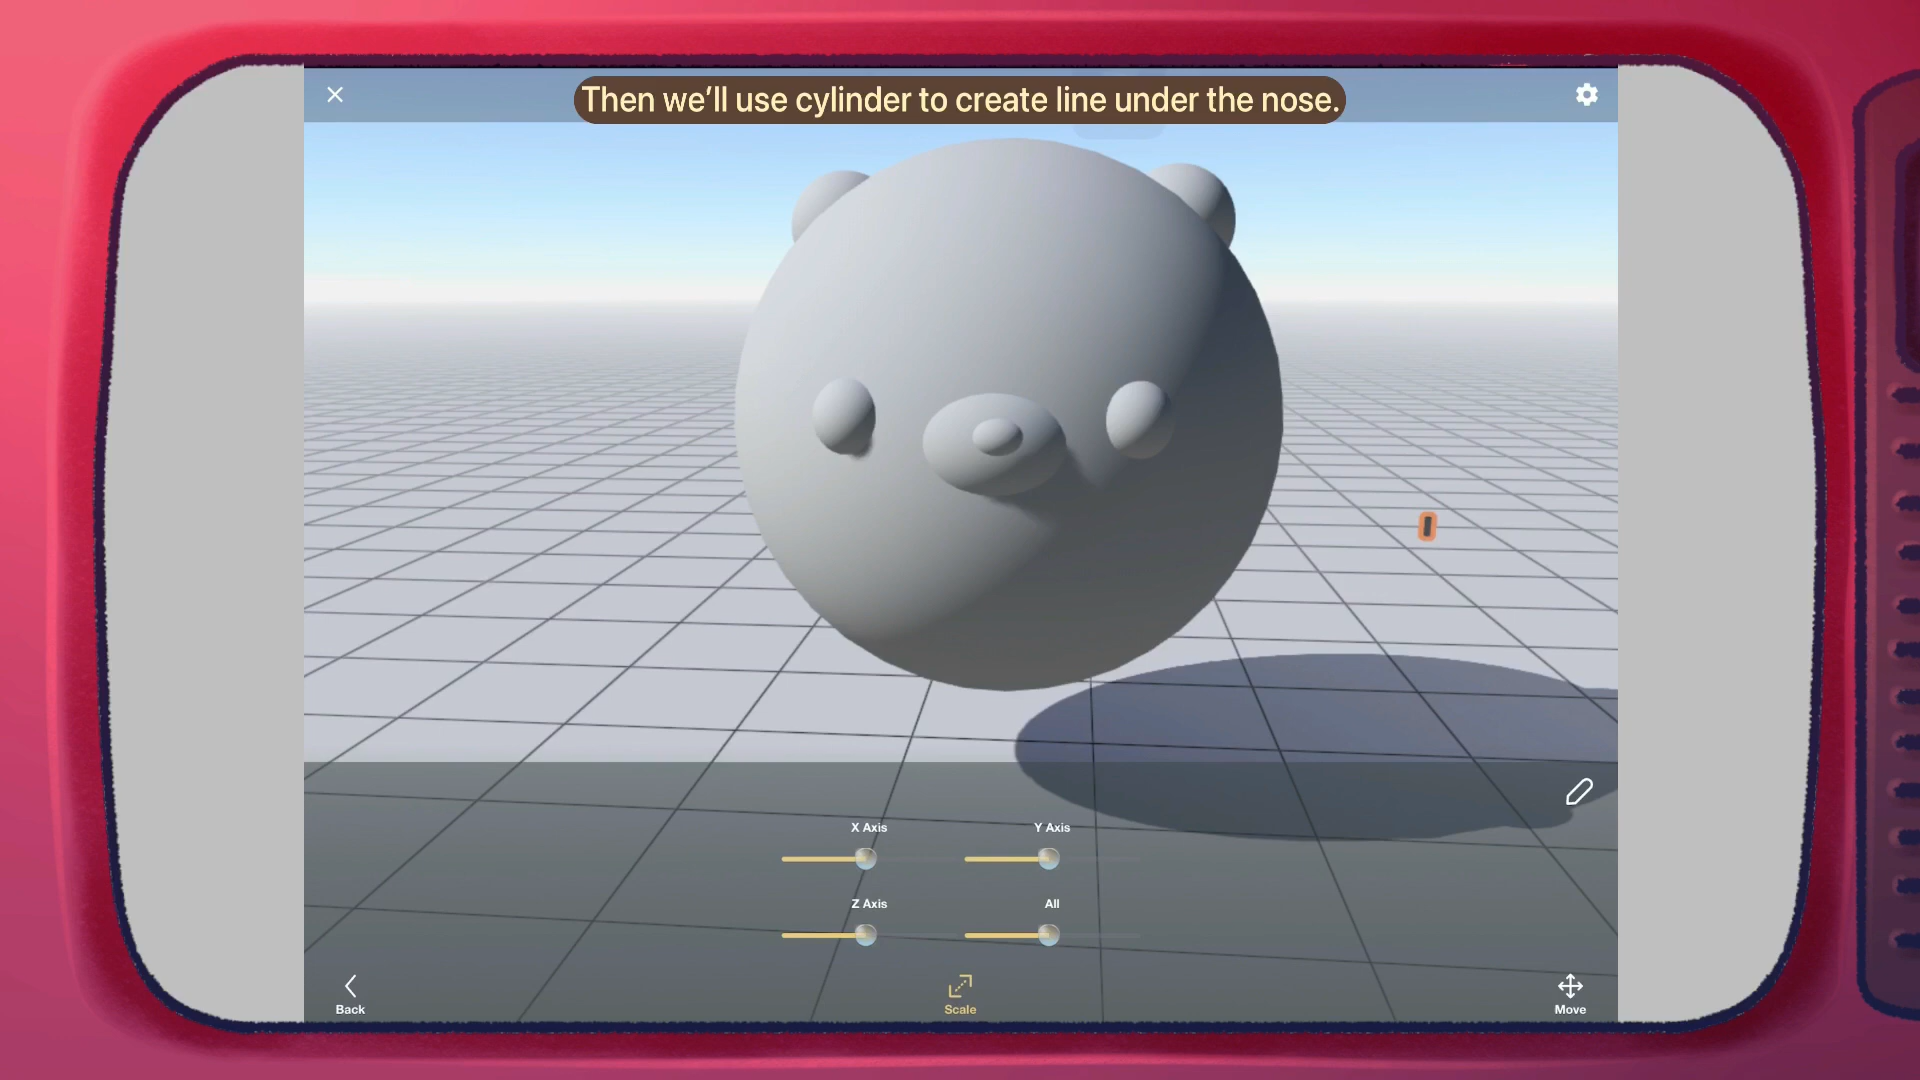 Then we’ll use cylinder to create line under the nose.
X Axis
Y Axis
Z Axis
All
Back
Scale
Move